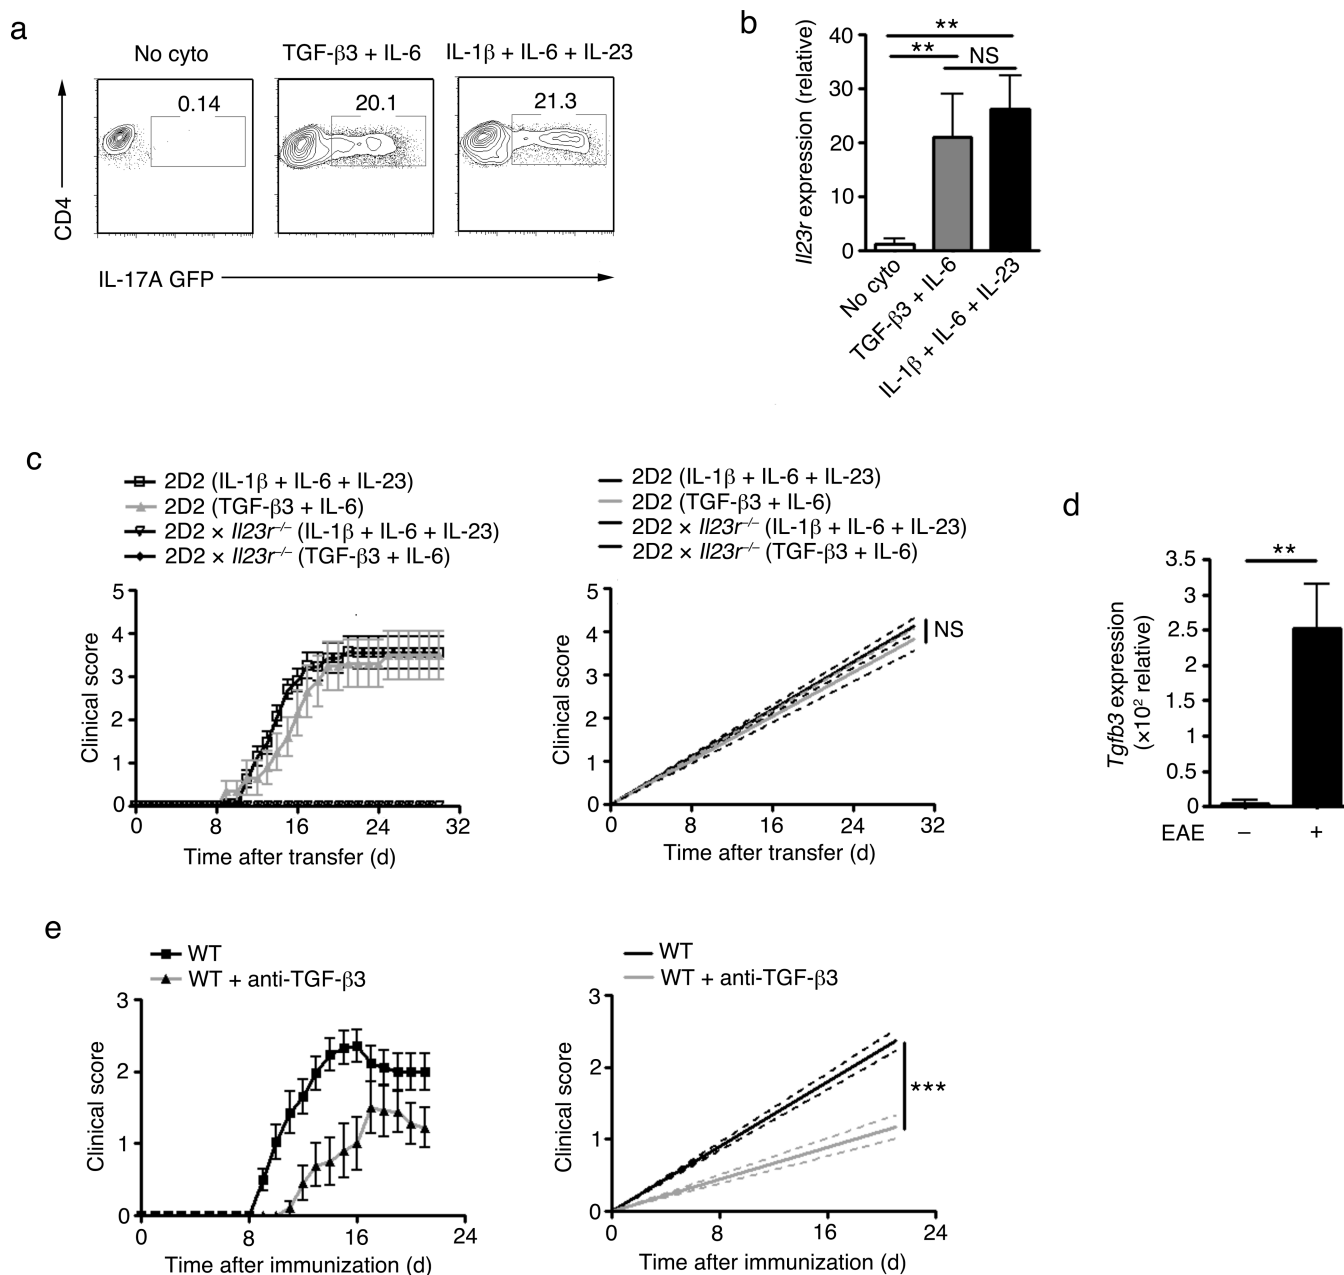 a
No cyto
TGF-β3 + IL-6
IL-1β + IL-6 + IL-23
0.14
20.1
21.3
CD4
IL-17A GFP
b
**
**
NS
Il23r expression (relative)
40
30
20
10
0
No cyto
TGF-β3 + IL-6
IL-1β + IL-6 + IL-23
c
2D2 (IL-1β + IL-6 + IL-23)
2D2 (TGF-β3 + IL-6)
2D2 × Il23r–/– (IL-1β + IL-6 + IL-23)
2D2 × Il23r–/– (TGF-β3 + IL-6)
Clinical score
5
4
3
2
1
0
0 8 16 24 32
Time after transfer (d)
2D2 (IL-1β + IL-6 + IL-23)
2D2 (TGF-β3 + IL-6)
2D2 × Il23r–/– (IL-1β + IL-6 + IL-23)
2D2 × Il23r–/– (TGF-β3 + IL-6)
Clinical score
5
4
3
2
1
0
NS
0 8 16 24 32
Time after transfer (d)
d
**
Tgfb3 expression
(×10² relative)
3.5
3
2.5
2
1.5
1
0.5
0
EAE – +
e
WT
WT + anti-TGF-β3
Clinical score
3
2
1
0
0 8 16 24
Time after immunization (d)
WT
WT + anti-TGF-β3
Clinical score
3
2
1
0
***
0 8 16 24
Time after immunization (d)